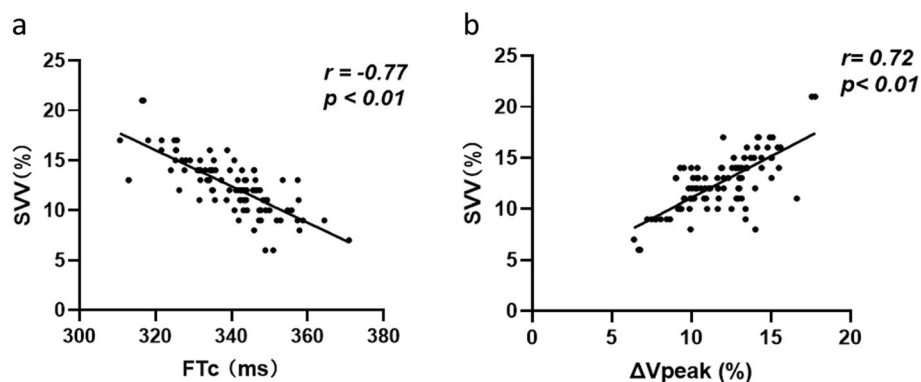 a
r = -0.77
p < 0.01
25
20
15
10
5
0
SVV(%)
300 320 340 360 380
FTc (ms)
b
r= 0.72
p < 0.01
25
20
15
10
5
0
SVV(%)
0 5 10 15 20
ΔVpeak (%)